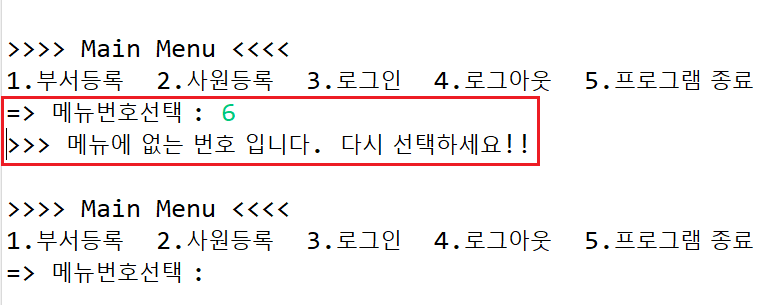 >>>> Main Menu <<<<
1.부서등록  2.사원등록  3.로그인  4.로그아웃  5.프로그램 종료
=> 메뉴번호선택 : 6
>>> 메뉴에 없는 번호 입니다. 다시 선택하세요!!
>>>> Main Menu <<<<
1.부서등록  2.사원등록  3.로그인  4.로그아웃  5.프로그램 종료
=> 메뉴번호선택 :